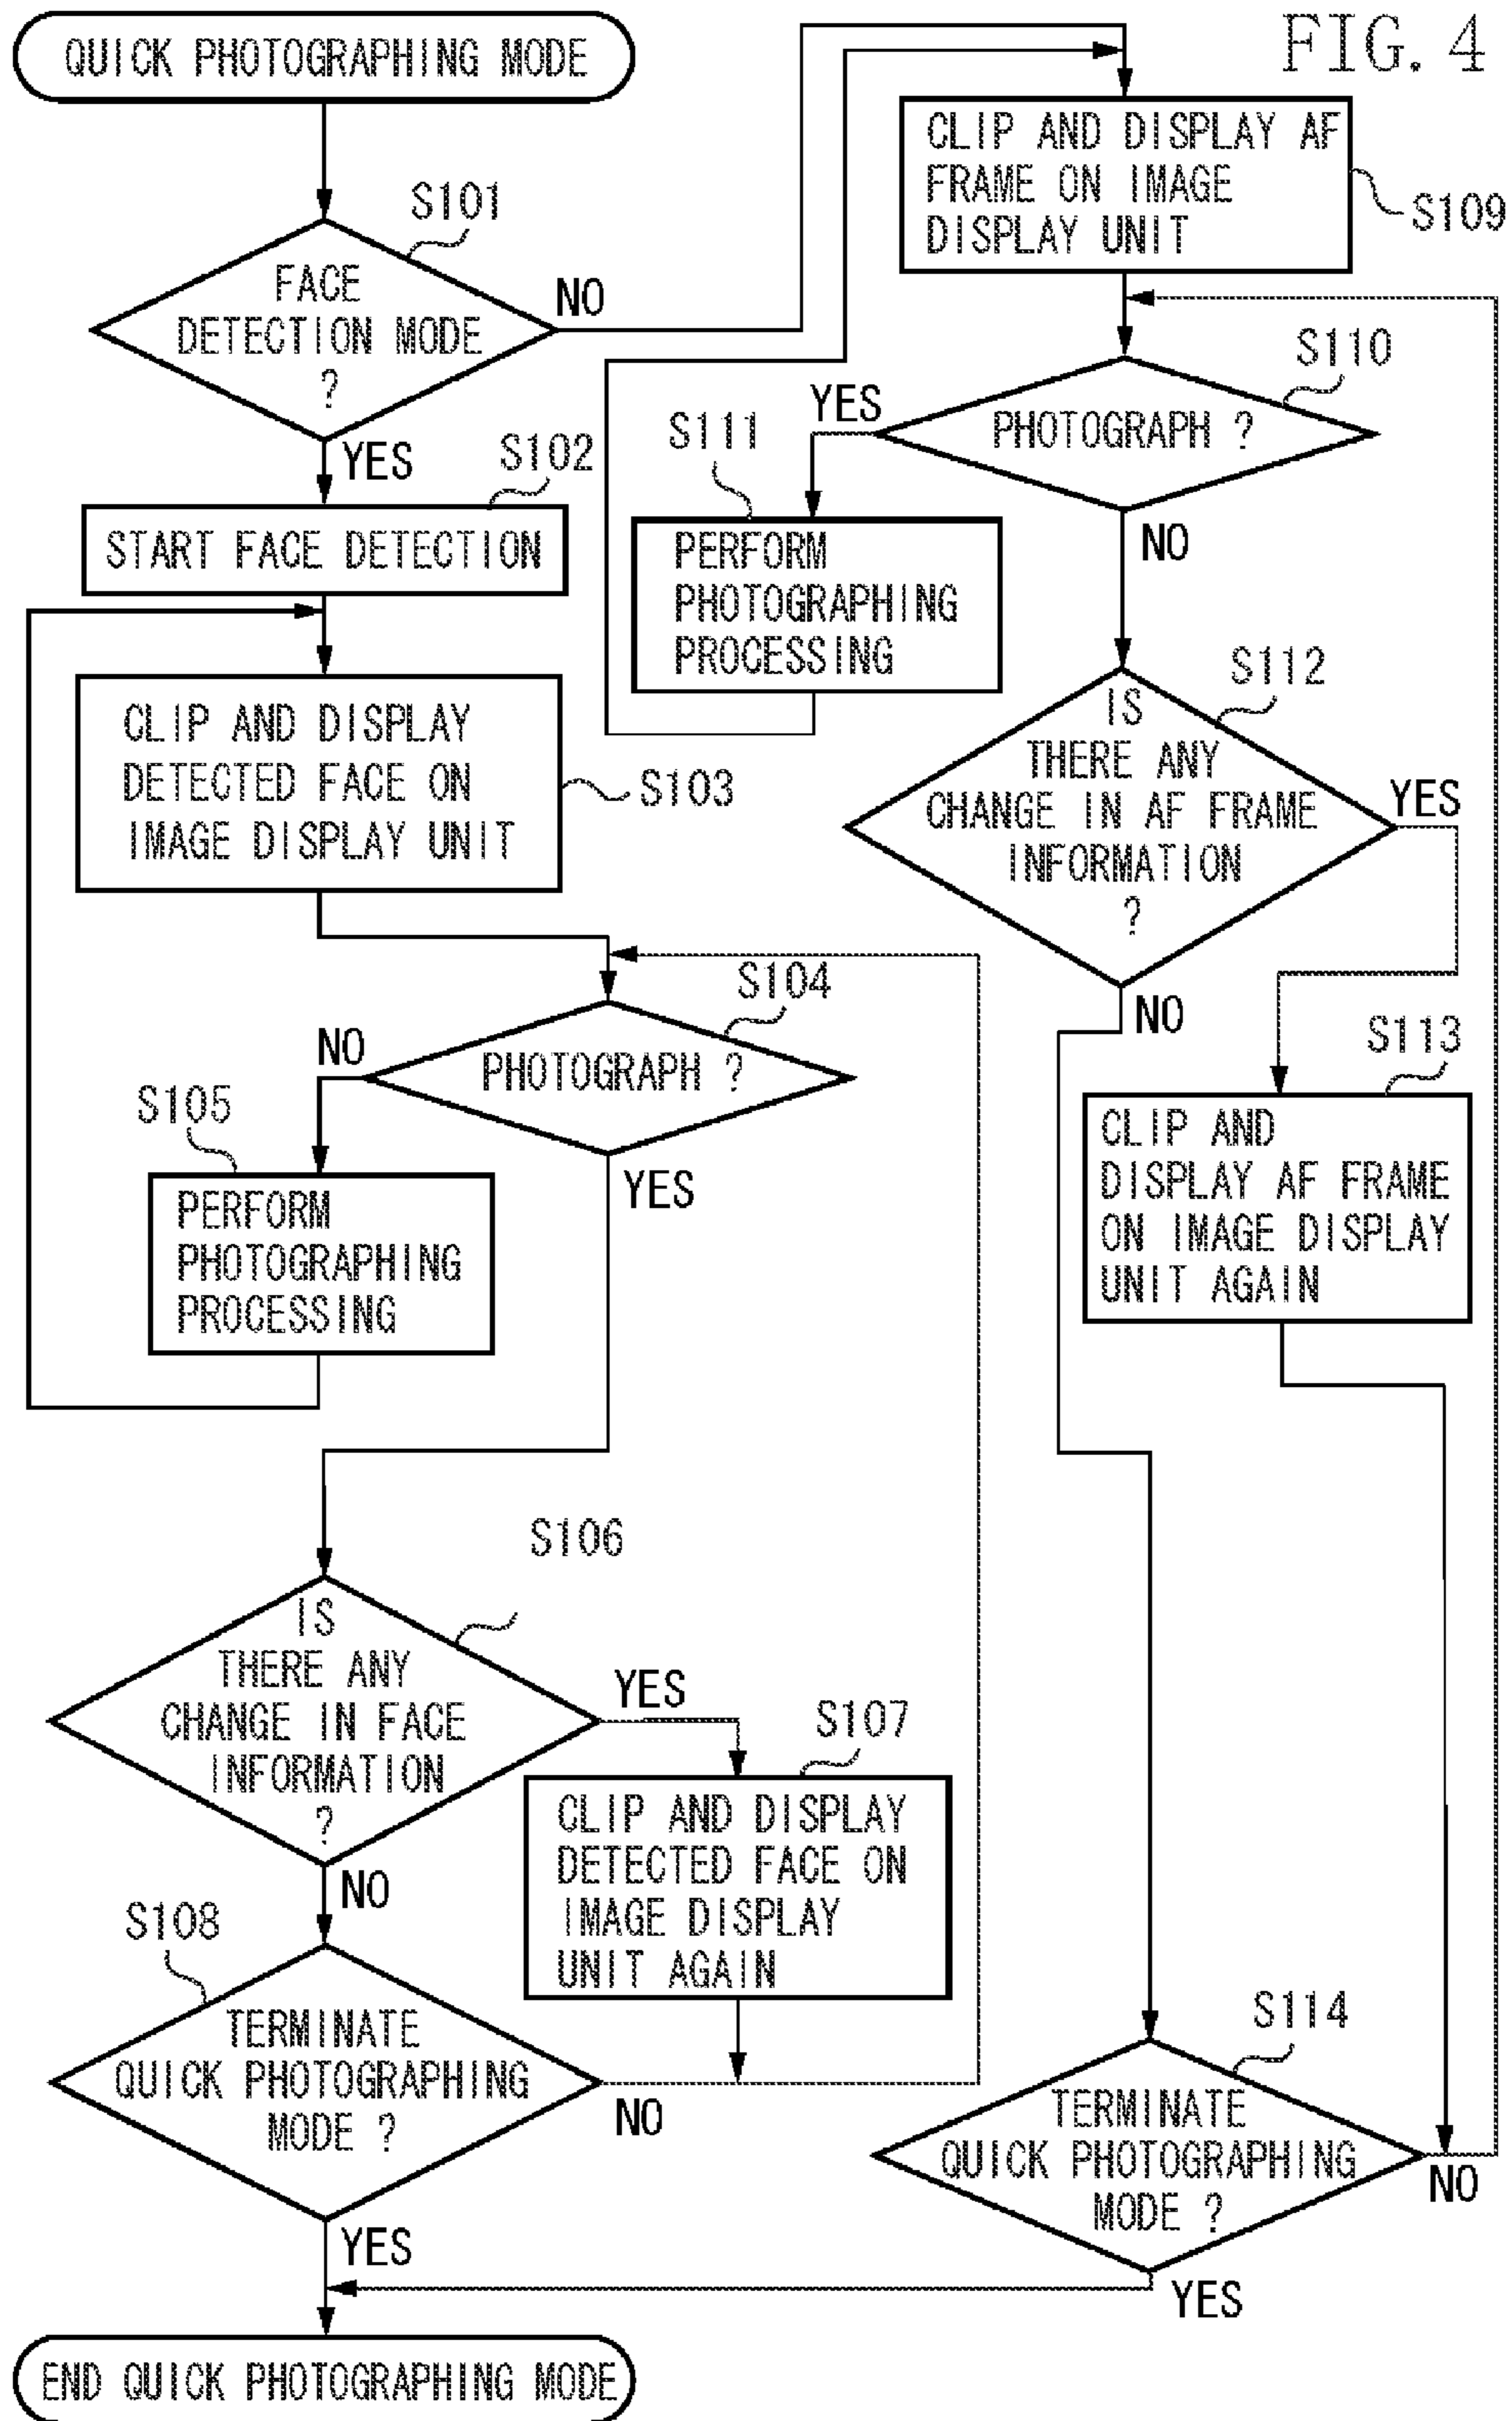 FIG. 4
QUICK PHOTOGRAPHING MODE
S101
FACE
DETECTION MODE
?
NO
YES
S102
START FACE DETECTION
CLIP AND DISPLAY
DETECTED FACE ON
IMAGE DISPLAY UNIT
S103
S104
PHOTOGRAPH ?
NO
YES
S105
PERFORM
PHOTOGRAPHING
PROCESSING
S106
IS
THERE ANY
CHANGE IN FACE
INFORMATION
?
YES
NO
S107
CLIP AND DISPLAY
DETECTED FACE ON
IMAGE DISPLAY
UNIT AGAIN
S108
TERMINATE
QUICK PHOTOGRAPHING
MODE ?
NO
YES
END QUICK PHOTOGRAPHING MODE
CLIP AND DISPLAY AF
FRAME ON IMAGE
DISPLAY UNIT
S109
S110
PHOTOGRAPH ?
YES
NO
S111
PERFORM
PHOTOGRAPHING
PROCESSING
S112
IS
THERE ANY
CHANGE IN AF FRAME
INFORMATION
?
YES
NO
S113
CLIP AND
DISPLAY AF FRAME
ON IMAGE DISPLAY
UNIT AGAIN
S114
TERMINATE
QUICK PHOTOGRAPHING
MODE ?
NO
YES